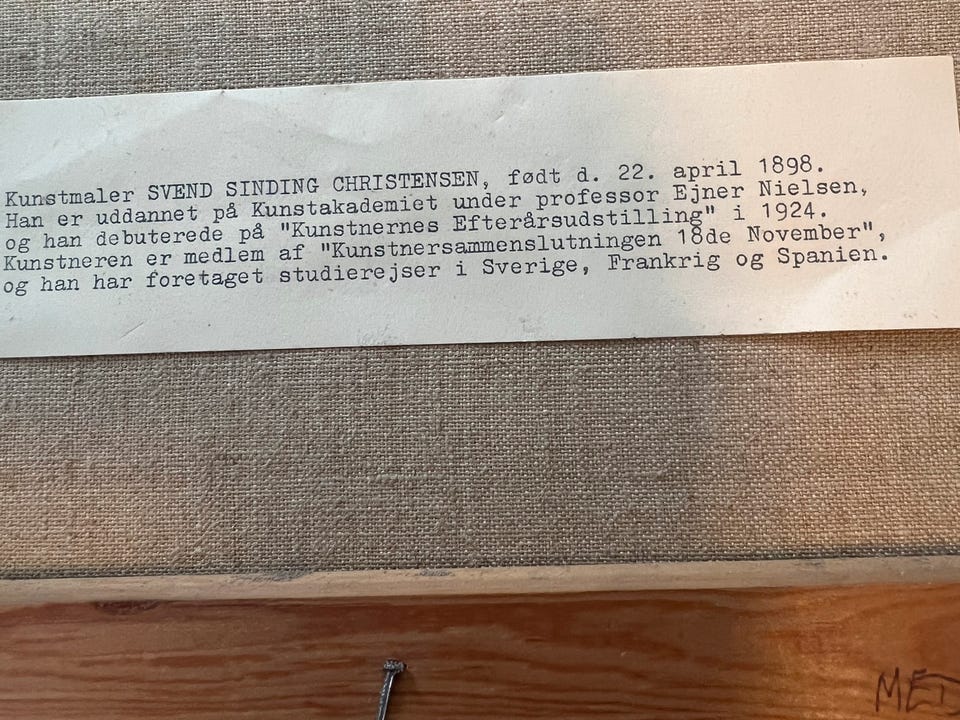 Kunstmaler SVEND SINDING CHRISTENSEN, født d. 22. april 1898.
Han er uddannet på Kunstakademiet under professor Ejner Nielsen,
og han debuterede på "Kunstnernes Efterårsudstilling" i 1924.
Kunstneren er medlem af "Kunstnersammenslutningen 18de November",
og han har foretaget studierejser i Sverige, Frankrig og Spanien.